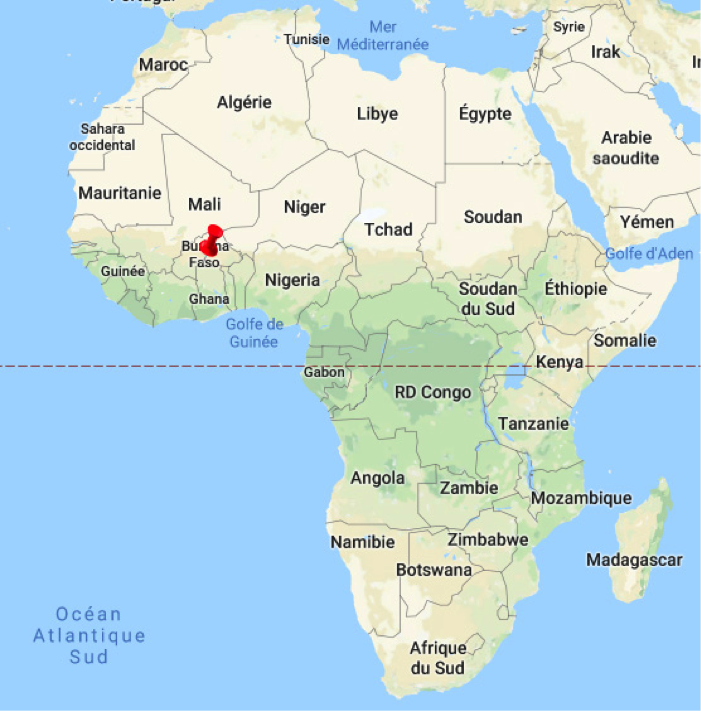 Mer
Méditerranée
Tunisie
Syrie
Irak
Maroc
Algérie
Libye
Égypte
Sahara
occidental
Arabie
saoudite
Mauritanie
Mali
Niger
Tchad
Soudan
Yémen
Burkina
Faso
Golfe d'Aden
Guinée
Nigeria
Ghana
Soudan
du Sud
Éthiopie
Golfe de
Guinée
Somalie
Kenya
Gabon
RD Congo
Tanzanie
Angola
Zambie
Mozambique
Namibie
Zimbabwe
Botswana
Madagascar
Océan
Atlantique
Sud
Afrique
du Sud